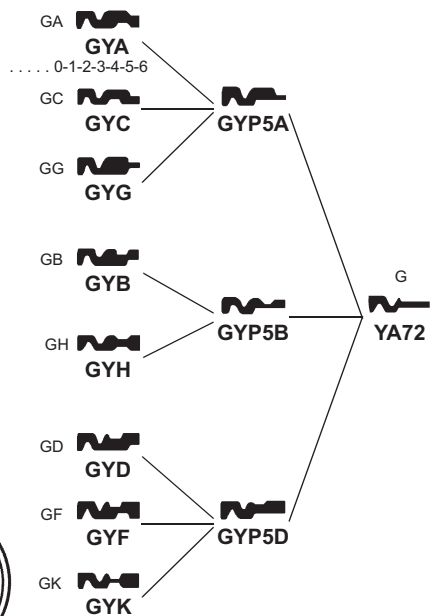 GA
GYA
. . . . . 0-1-2-3-4-5-6
GC
GYC
GYP5A
GG
GYG
GB
GYB
G
GYP5B
YA72
GH
GYH
GD
GYD
GF
GYF
GYP5D
GK
GYK